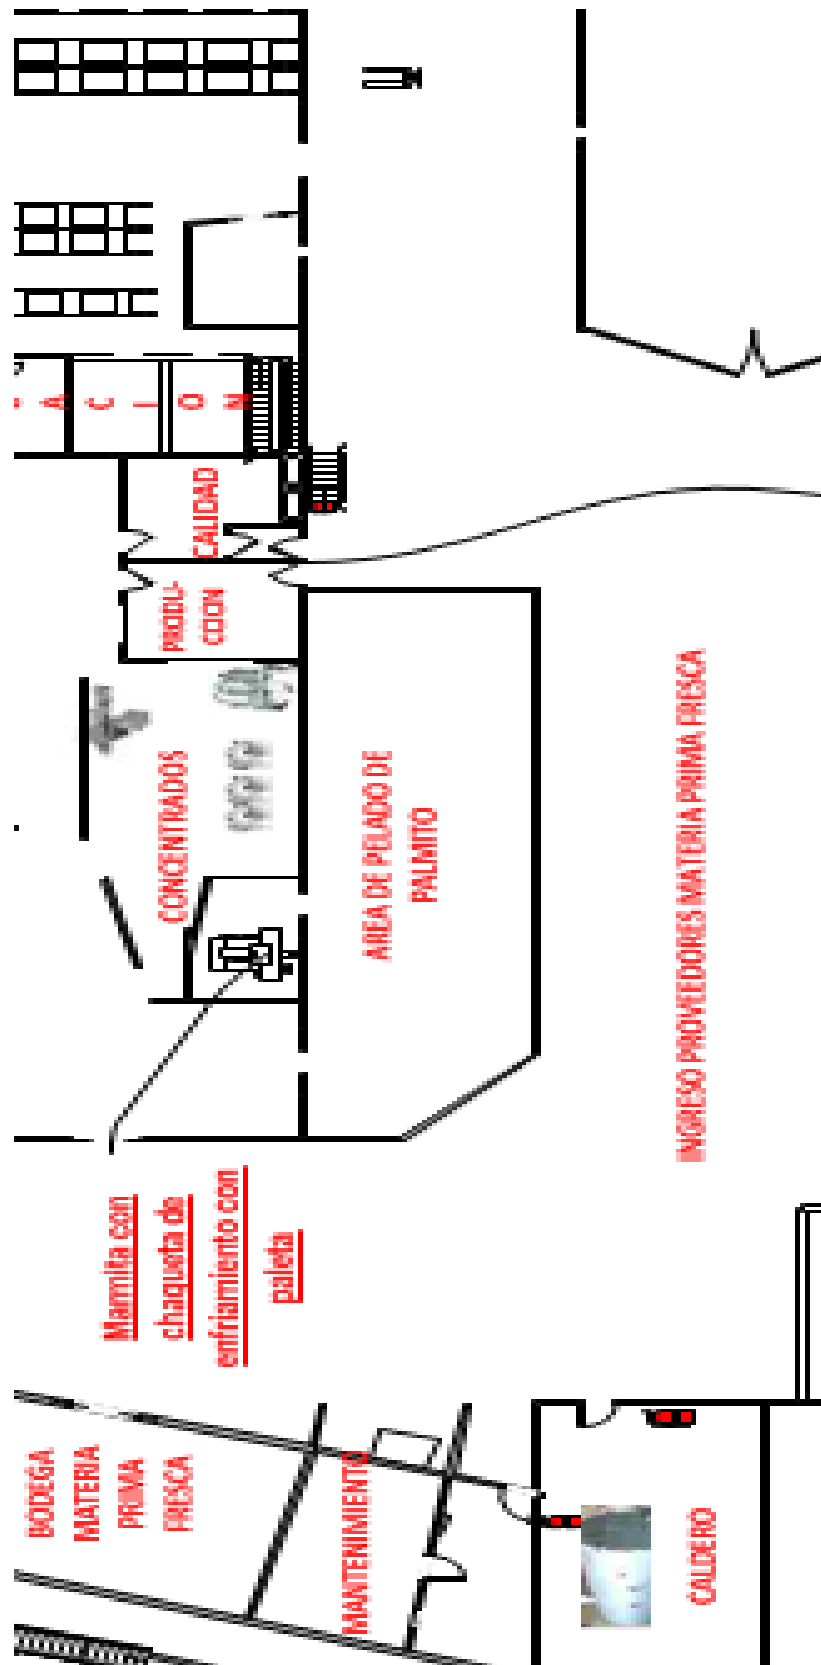 A C I O N
CALIDAD
PRODU-
CCON
CONCENTRADOS
AREA DE PELADO DE
PALMITO
INGRESO PROVEEDORES MATERIA PRIMA FRESCA
Marmita con
chaqueta de
enfriamiento con
paleta
BODEGA
MATERIA
PRIMA
FRESCA
MANTENIMIENTO
CALDERO